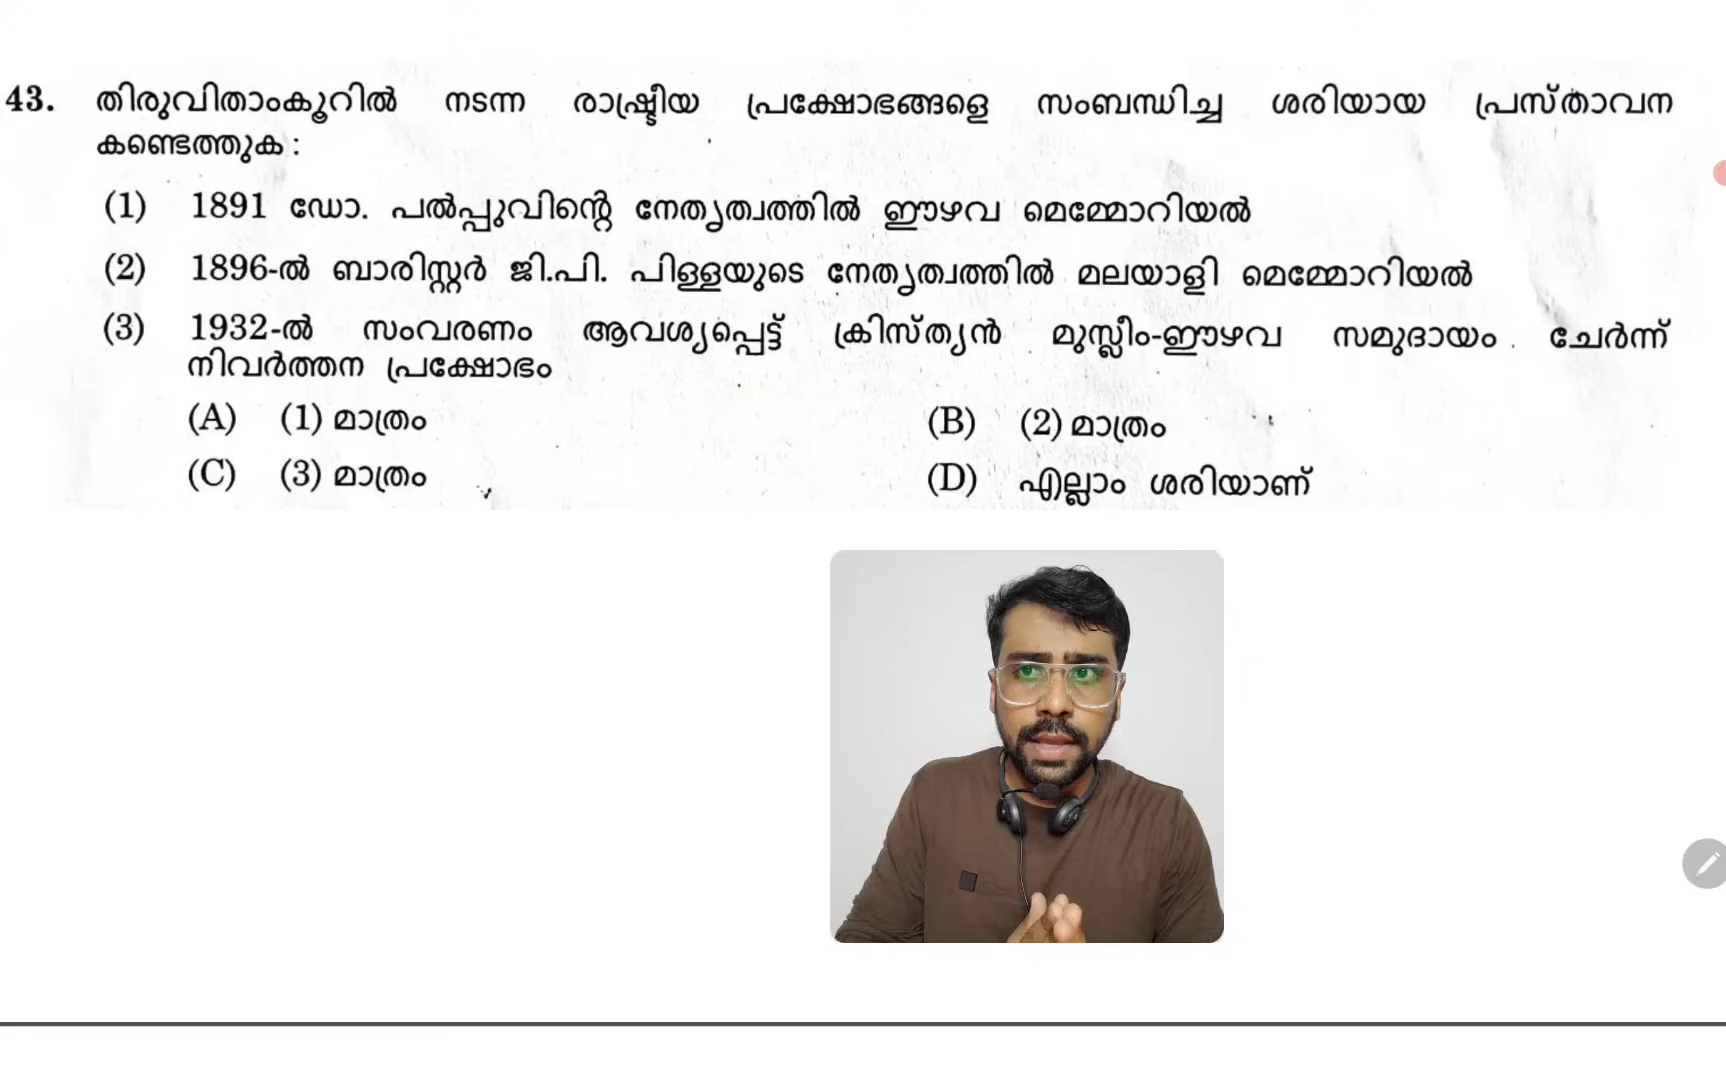 43. തിരുവിതാംകൂറിൽ നടന്ന രാഷ്ട്രീയ പ്രക്ഷോഭങ്ങളെ സംബന്ധിച്ച ശരിയായ പ്രസ്താവന
കണ്ടെത്തുക :
(1) 1891 ഡോ. പൽപ്പുവിന്റെ നേതൃത്വത്തിൽ ഈഴവ മെമ്മോറിയൽ
(2) 1896-ൽ ബാരിസ്റ്റർ ജി.പി. പിള്ളയുടെ നേതൃത്വത്തിൽ മലയാളി മെമ്മോറിയൽ
(3) 1932-ൽ സംവരണം ആവശ്യപ്പെട്ട് ക്രിസ്ത്യൻ മുസ്ലീം-ഈഴവ സമുദായം ചേർന്ന്
നിവർത്തന പ്രക്ഷോഭം
(A) (1) മാത്രം (B) (2) മാത്രം
(C) (3) മാത്രം (D) എല്ലാം ശരിയാണ്